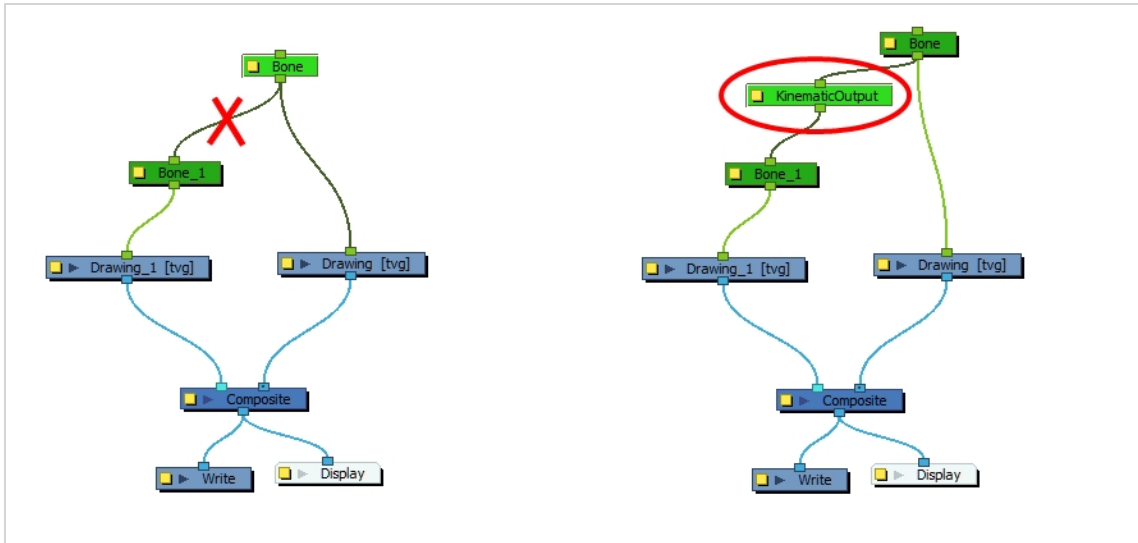 Bone
Bone_1
Drawing_1 [tvg]
Drawing [tvg]
Composite
Write
Display
Bone
KinematicOutput
Bone_1
Drawing_1 [tvg]
Drawing [tvg]
Composite
Write
Display